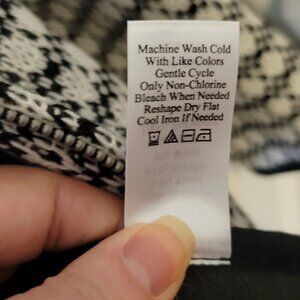 Machine Wash Cold
With Like Colors
Gentle Cycle
Only Non-Chlorine
Bleach When Needed
Reshape Dry Flat
Cool Iron If Needed